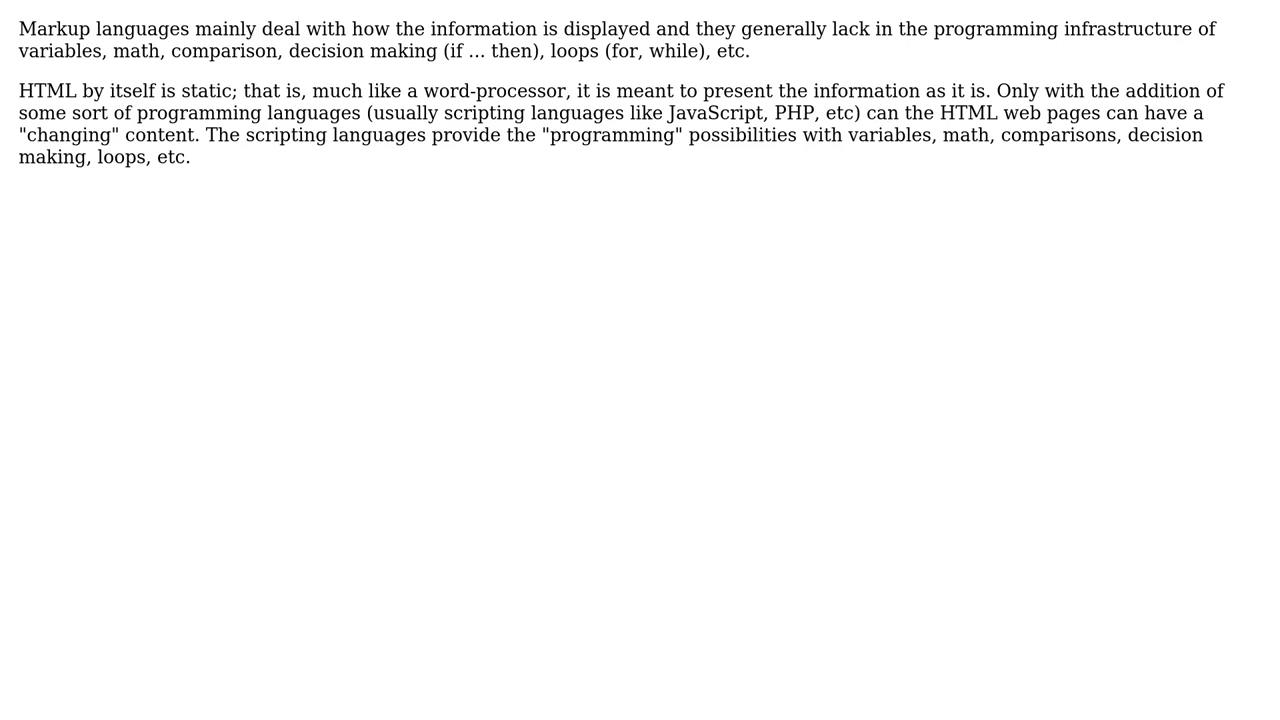 Markup languages mainly deal with how the information is displayed and they generally lack in the programming infrastructure of
variables, math, comparison, decision making (if ... then), loops (for, while), etc.
HTML by itself is static; that is, much like a word-processor, it is meant to present the information as it is. Only with the addition of
some sort of programming languages (usually scripting languages like JavaScript, PHP, etc) can the HTML web pages can have a
"changing" content. The scripting languages provide the "programming" possibilities with variables, math, comparisons, decision
making, loops, etc.